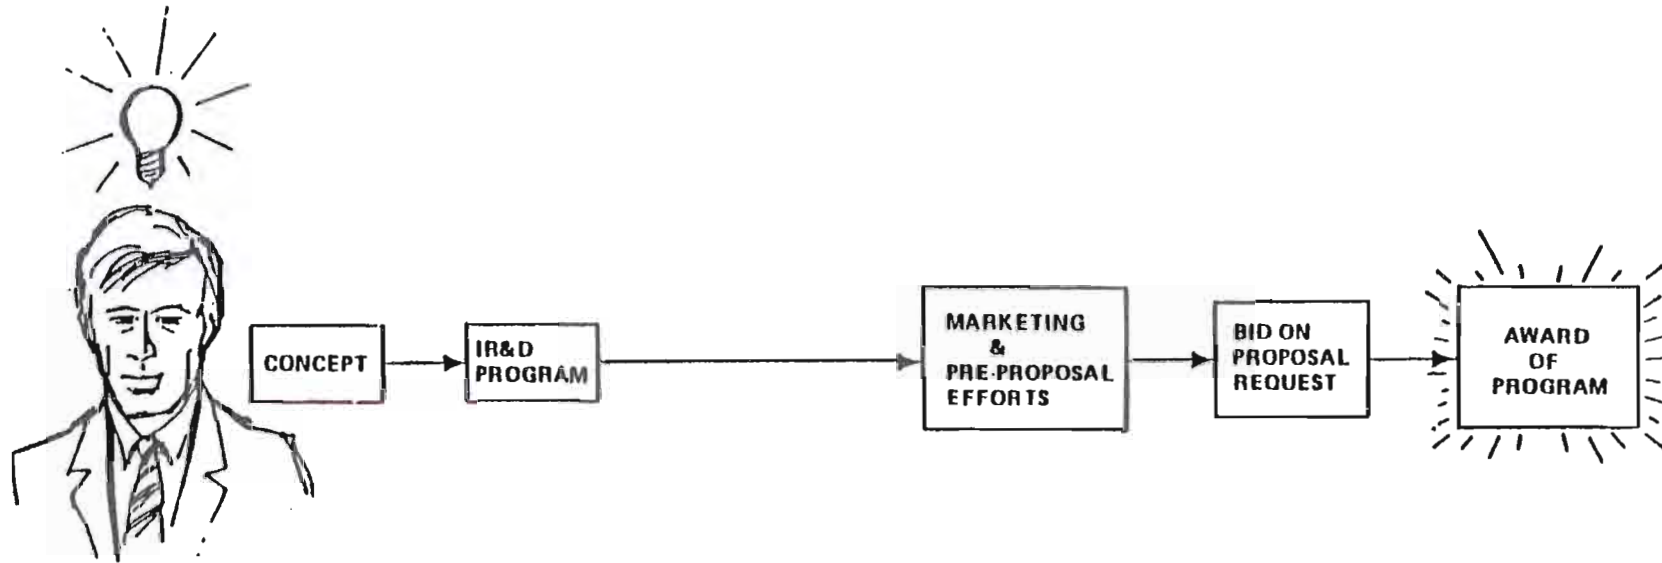 CONCEPT
IR&D
PROGRAM
MARKETING
&
PRE-PROPOSAL
EFFORTS
BID ON
PROPOSAL
REQUEST
AWARD
OF
PROGRAM